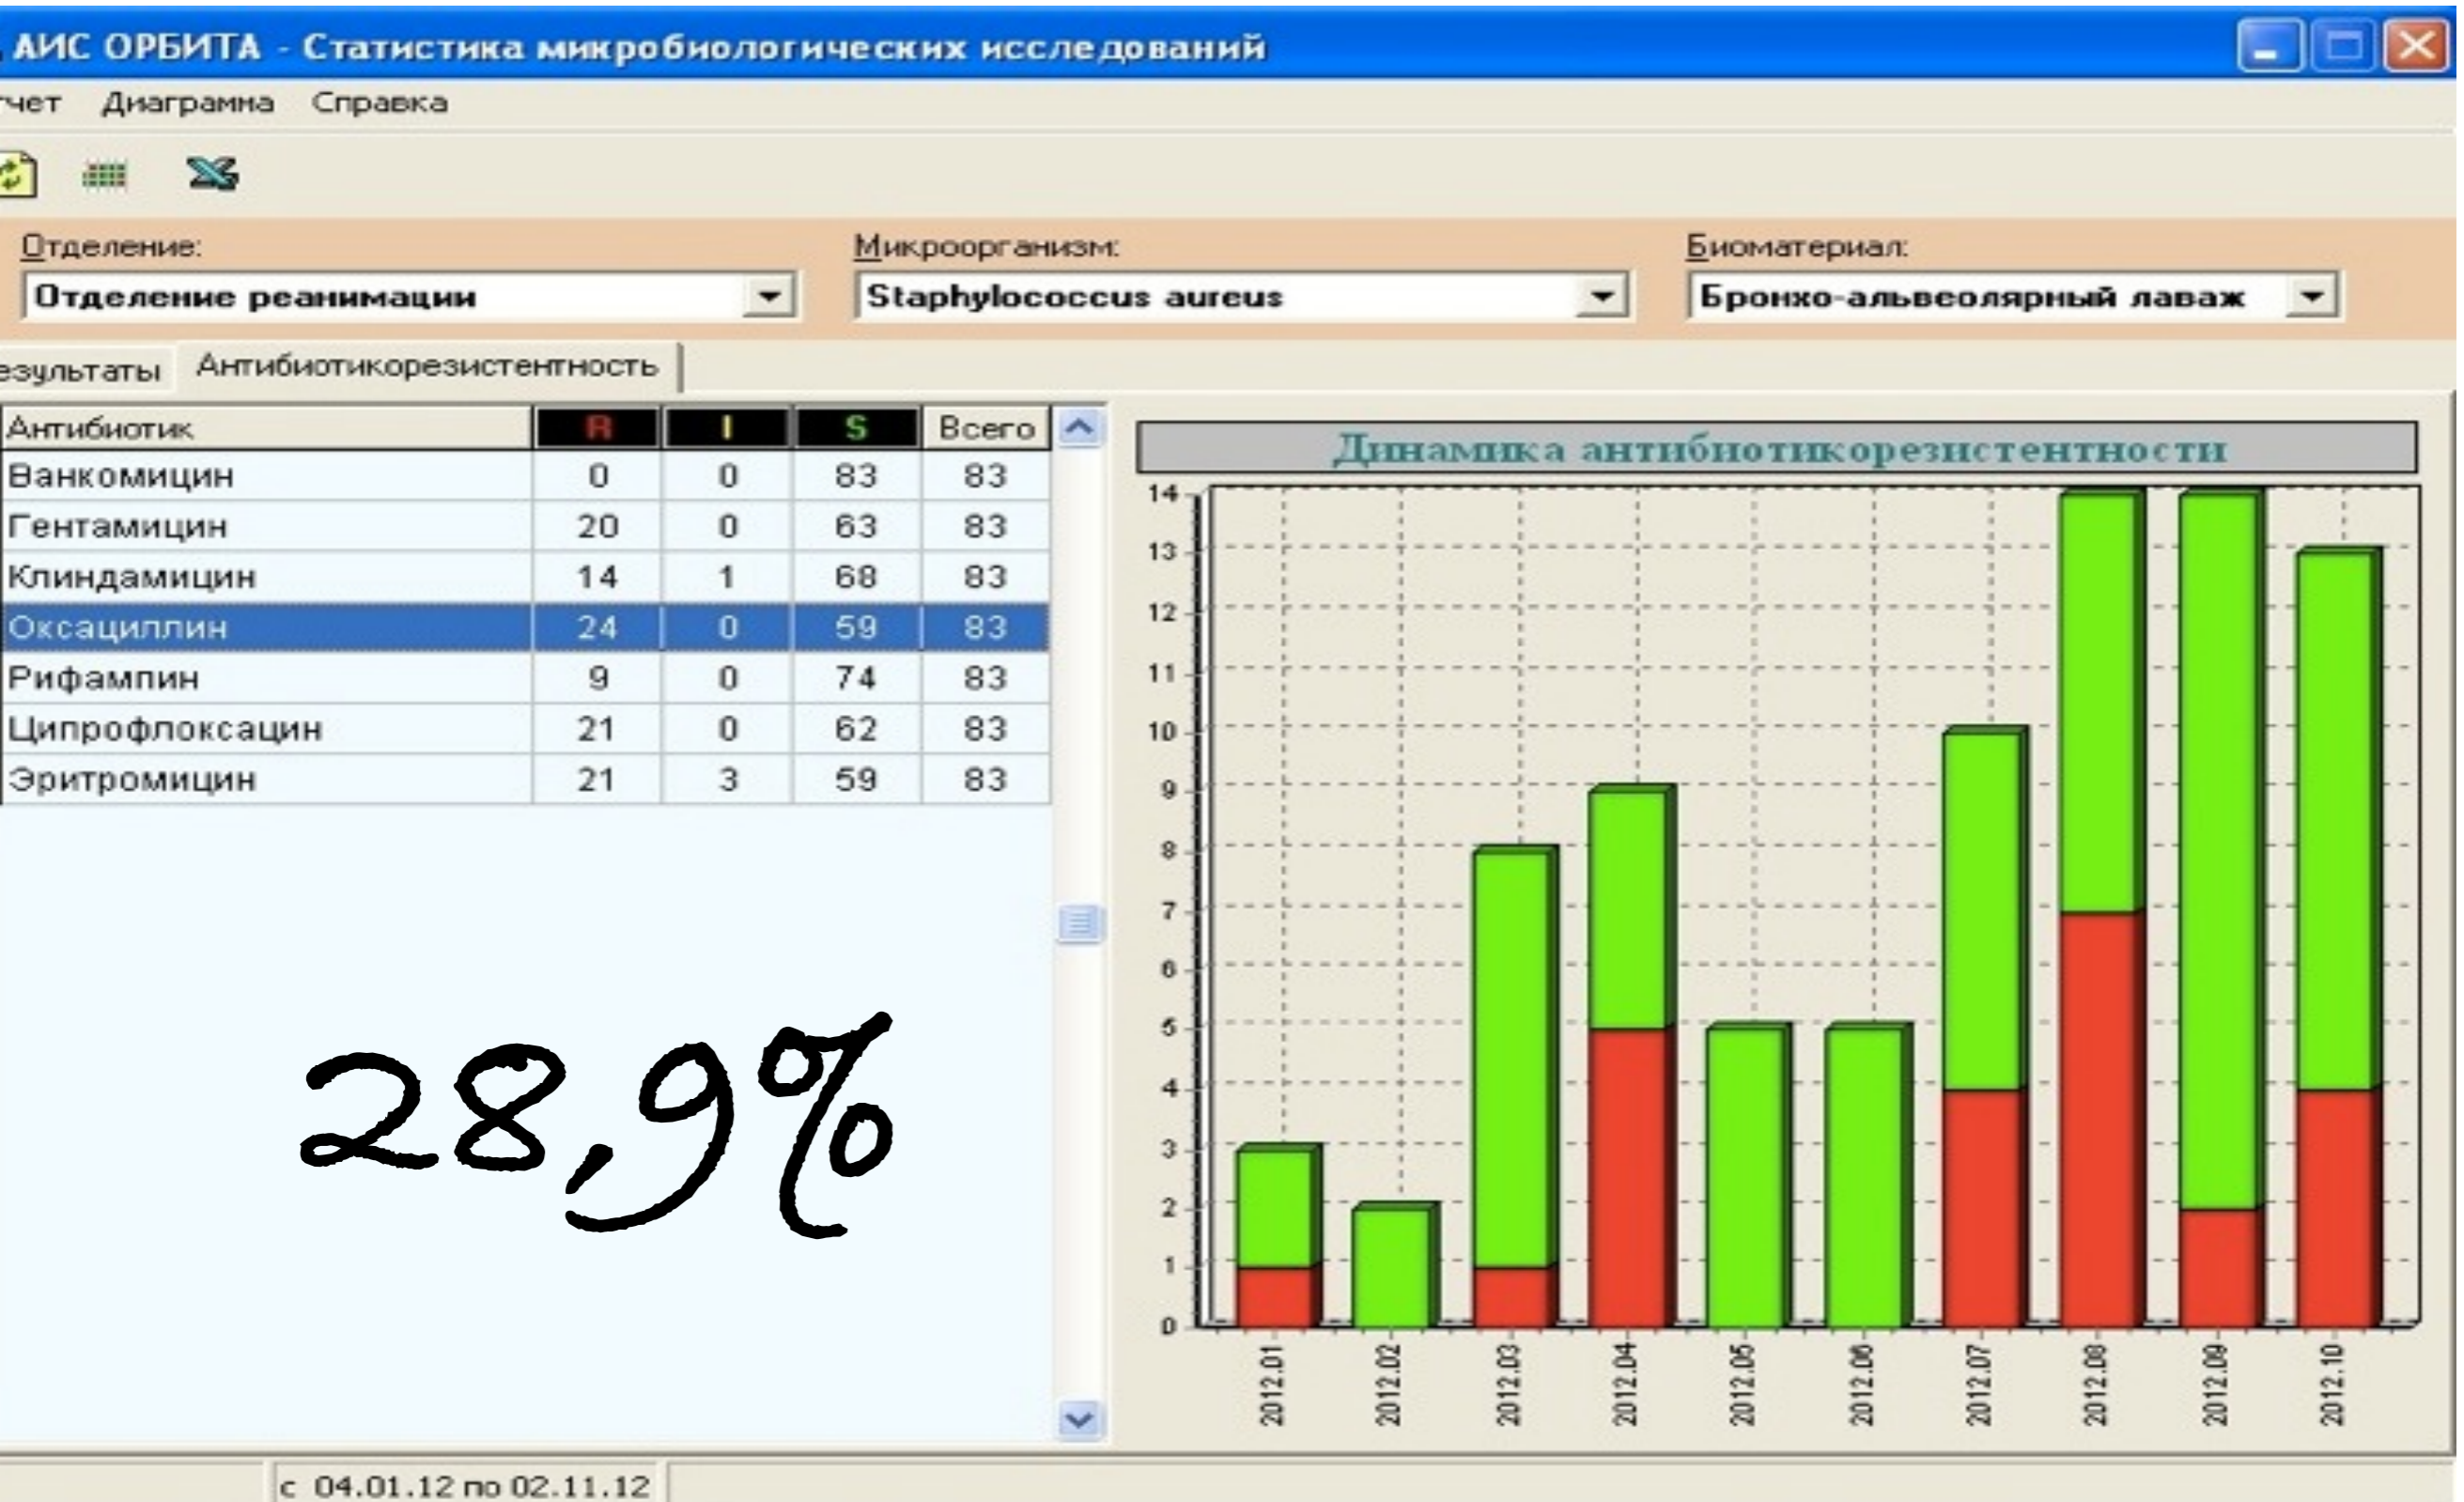 АИС ОРБИТА - Статистика микробиологических исследований
тчет Диаграмма Справка
Отделение: Микроорганизм: Биоматериал:
Отделение реанимации Staphylococcus aureus Бронхо-альвеолярный лаваж
езультаты Антибиотикорезистентность
Антибиотик R I S Всего
Ванкомицин 0 0 83 83
Гентамицин 20 0 63 83
Клиндамицин 14 1 68 83
Оксациллин 24 0 59 83
Рифампин 9 0 74 83
Ципрофлоксацин 21 0 62 83
Эритромицин 21 3 59 83
28,9%
Динамика антибиотикорезистентности
14
13
12
11
10
9
8
7
6
5
4
3
2
1
0
2012.01 2012.02 2012.03 2012.04 2012.05 2012.06 2012.07 2012.08 2012.09 2012.10
с 04.01.12 по 02.11.12